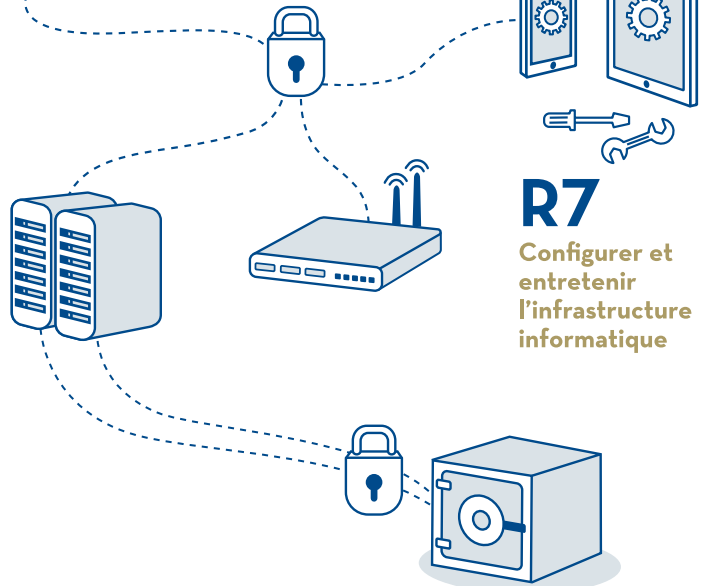 R7
Configurer et
entretenir
l’infrastructure
informatique